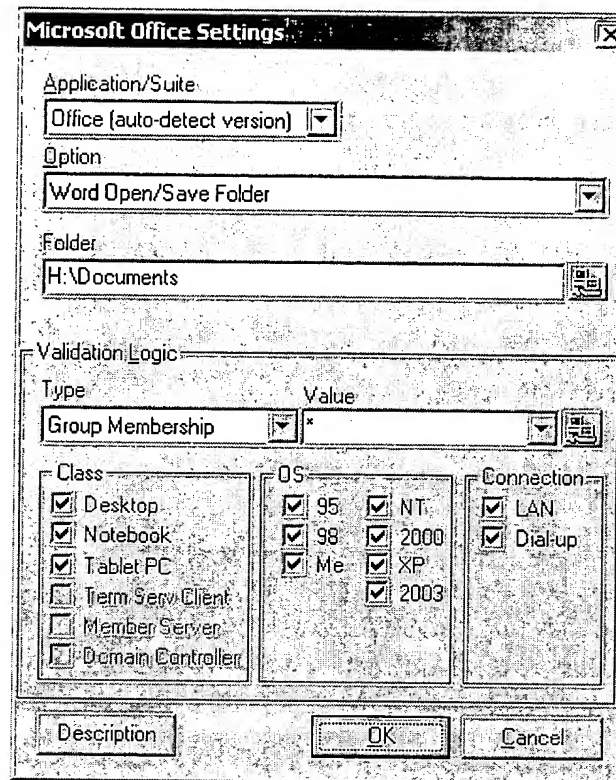 Microsoft Office Settings
Application/Suite
Office (auto-detect version)
Option
Word Open/Save Folder
Folder
H:\Documents
Validation Logic
Type
Value
Group Membership
*
Class
Desktop
Notebook
Tablet PC
Term Serv Client
Member Server
Domain Controller
OS
95 NT
98 2000
Me XP
2003
Connection
LAN
Dial-up
Description
OK
Cancel